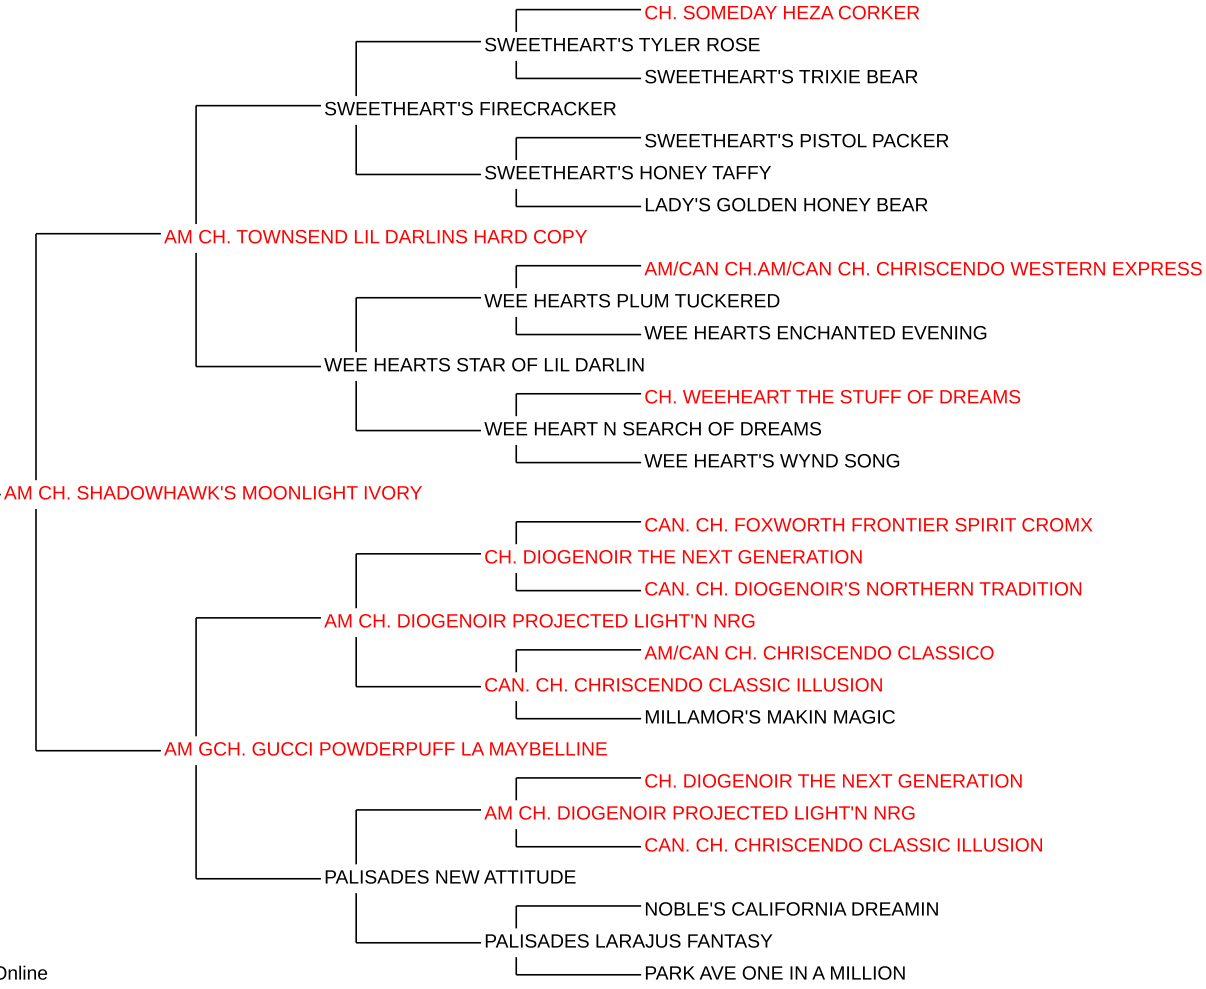 CH. SOMEDAY HEZA CORKER
SWEETHEART'S TYLER ROSE
SWEETHEART'S TRIXIE BEAR
SWEETHEART'S FIRECRACKER
SWEETHEART'S PISTOL PACKER
SWEETHEART'S HONEY TAFFY
LADY'S GOLDEN HONEY BEAR
AM CH. TOWNSEND LIL DARLINS HARD COPY
AM/CAN CH.AM/CAN CH. CHRISCENDO WESTERN EXPRESS
WEE HEARTS PLUM TUCKERED
WEE HEARTS ENCHANTED EVENING
WEE HEARTS STAR OF LIL DARLIN
CH. WEEHEART THE STUFF OF DREAMS
WEE HEART N SEARCH OF DREAMS
WEE HEART'S WYND SONG
AM CH. SHADOWHAWK'S MOONLIGHT IVORY
CAN. CH. FOXWORTH FRONTIER SPIRIT CROMX
CH. DIOGENOIR THE NEXT GENERATION
CAN. CH. DIOGENOIR'S NORTHERN TRADITION
AM CH. DIOGENOIR PROJECTED LIGHT'N NRG
AM/CAN CH. CHRISCENDO CLASSICO
CAN. CH. CHRISCENDO CLASSIC ILLUSION
MILLAMOR'S MAKIN MAGIC
AM GCH. GUCCI POWDERPUFF LA MAYBELLINE
CH. DIOGENOIR THE NEXT GENERATION
AM CH. DIOGENOIR PROJECTED LIGHT'N NRG
CAN. CH. CHRISCENDO CLASSIC ILLUSION
PALISADES NEW ATTITUDE
NOBLE'S CALIFORNIA DREAMIN
PALISADES LARAJUS FANTASY
PARK AVE ONE IN A MILLION
Online